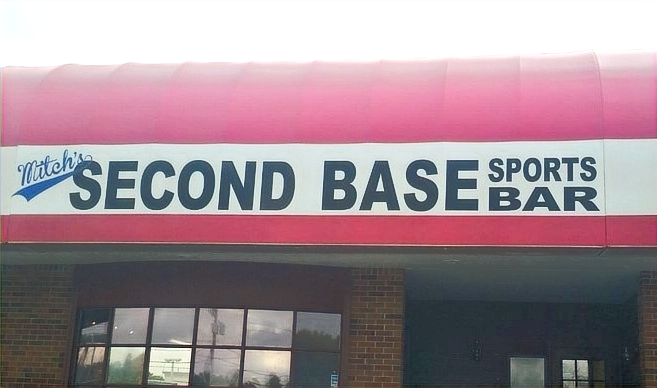 Mitch's SECOND BASE SPORTS
BAR